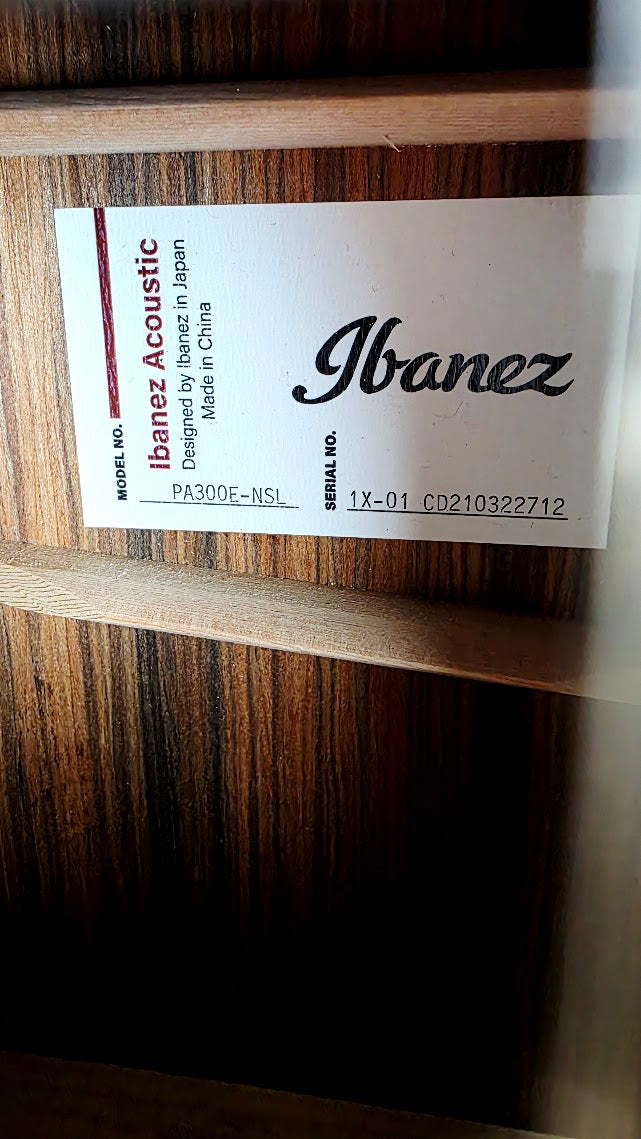 Ibanez Acoustic
Designed by Ibanez in Japan
Made in China
Ibanez
MODEL NO. PA300E-NSL
SERIAL NO. 1X-01 CD210322712